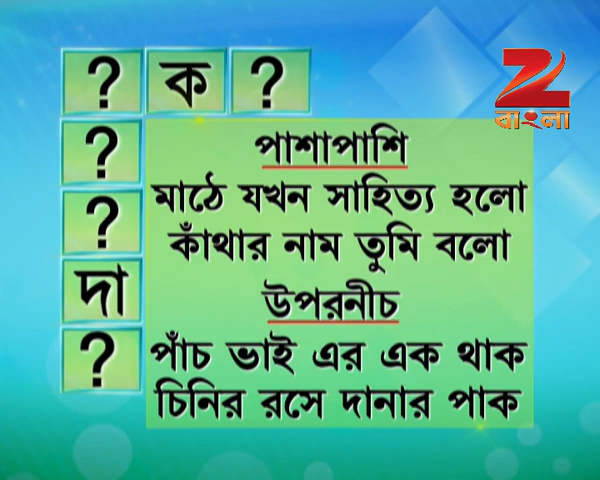 ? ক ?
?
?
দা
?
বাংলা
পাশাপাশি
মাঠে যখন সাহিত্য হলো
কাঁথার নাম তুমি বলো
উপরনীচ
পাঁচ ভাই এর এক থাক
চিনির রসে দানার পাক